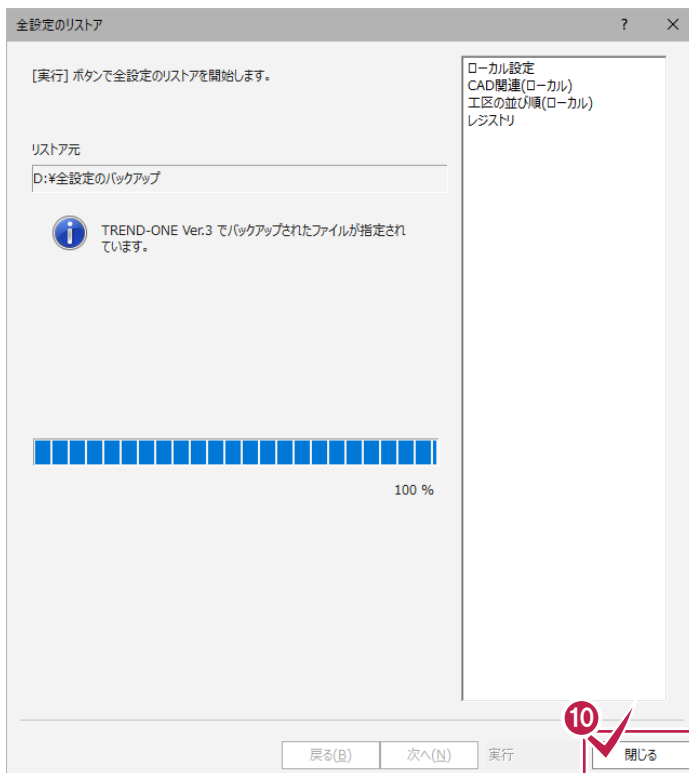 全設定のリストア
?
×
[実行] ボタンで全設定のリストアを開始します。
リストア元
D:¥全設定のバックアップ
TREND-ONE Ver.3 でバックアップされたファイルが指定され
ています。
100 %
ローカル設定
CAD関連(ローカル)
工区の並び順(ローカル)
レジストリ
10
戻る(B)
次へ(N)
実行
閉じる